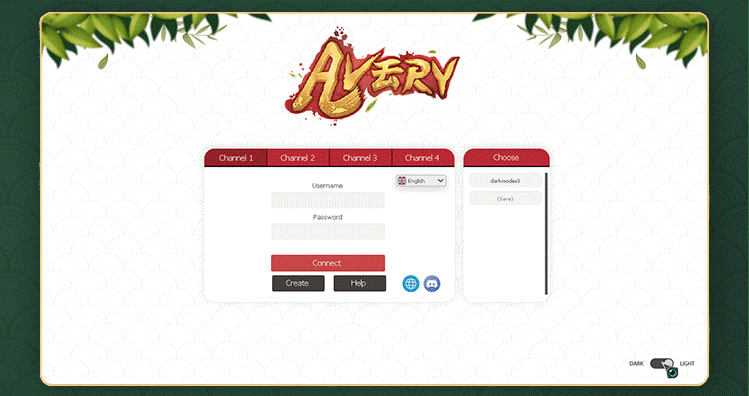 AVERY
Channel 1 Channel 2 Channel 3 Channel 4
Choose
English
Username
Password
Connect
Create Help
darkmodex3
(Save)
DARK LIGHT